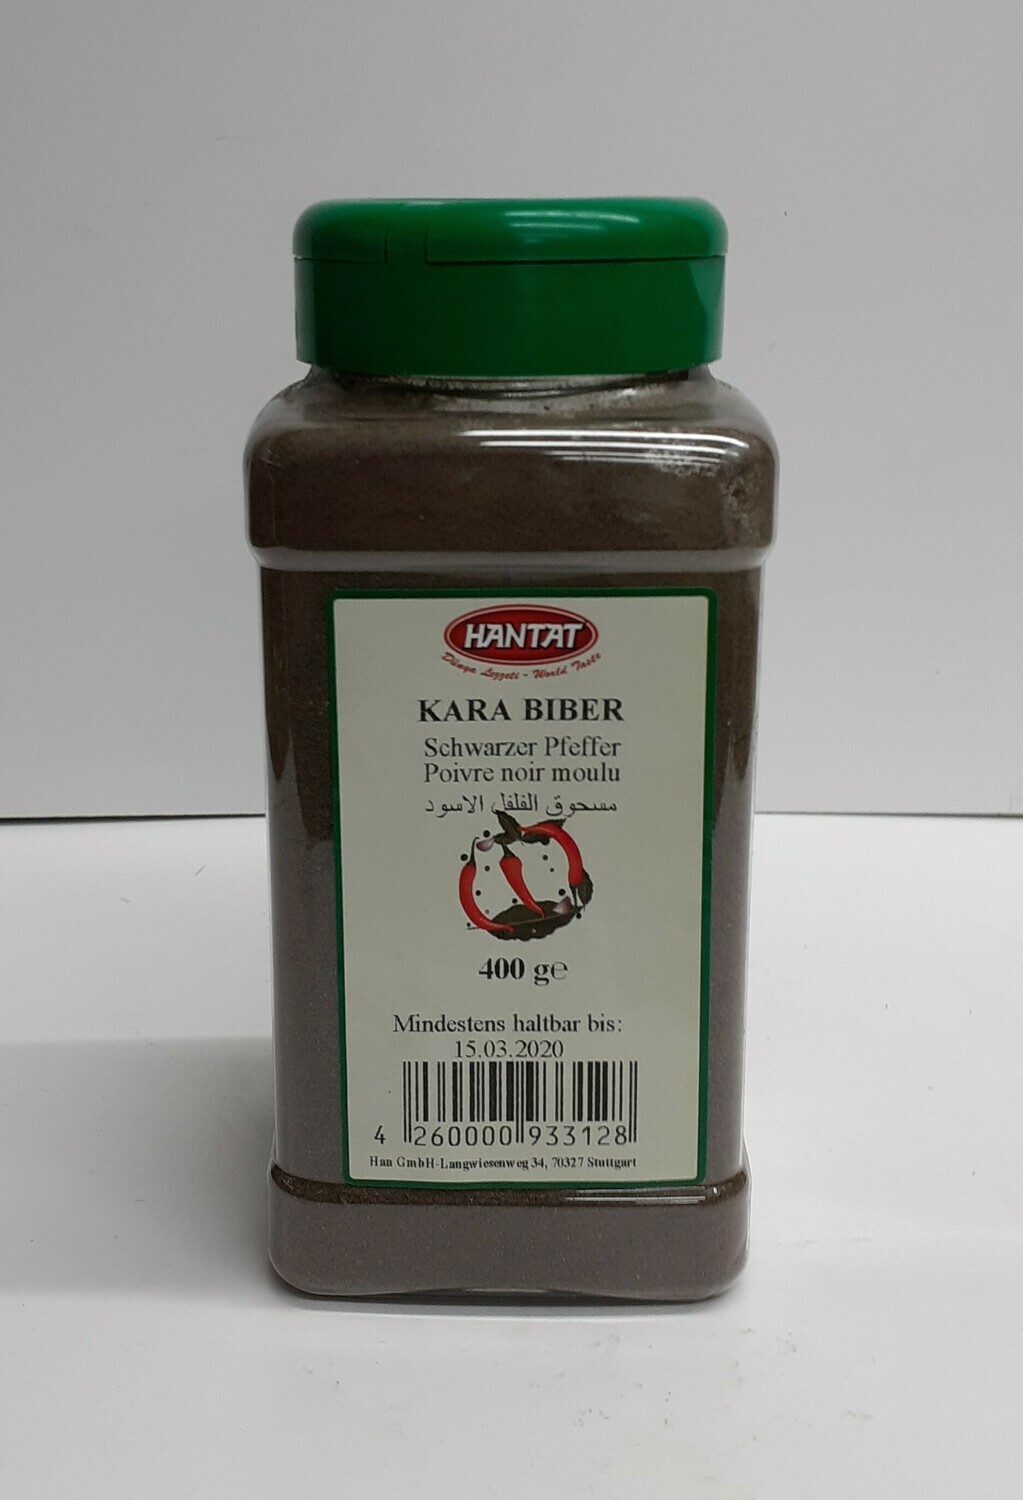 HANTAT
Dünya Lezzeti - World Taste
KARA BIBER
Schwarzer Pfeffer
Poivre noir moulu
مسحوق الفلفل الاسود
400 g℮
Mindestens haltbar bis:
15.03.2020
4 260000 933128
Han GmbH-Langwiesenweg 34, 70327 Stuttgart